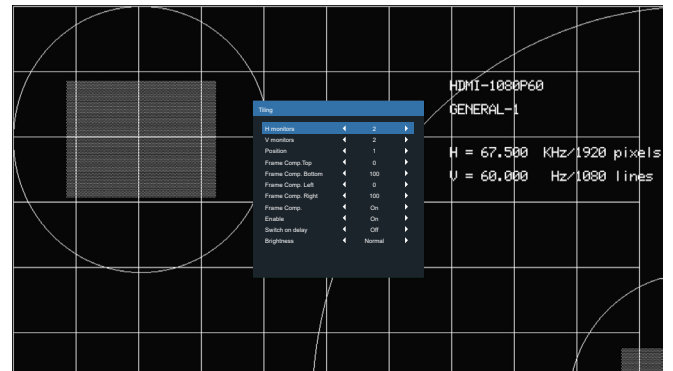 HDMI-1080P60
GENERAL-1
H = 67.500 KHz/1920 pixels
V = 60.000 Hz/1080 lines
Tiling
H monitors 2
V monitors 2
Position 1
Frame Comp.Top 0
Frame Comp. Bottom 100
Frame Comp. Left 0
Frame Comp. Right 100
Frame Comp. On
Enable On
Switch on delay Off
Brightness Normal